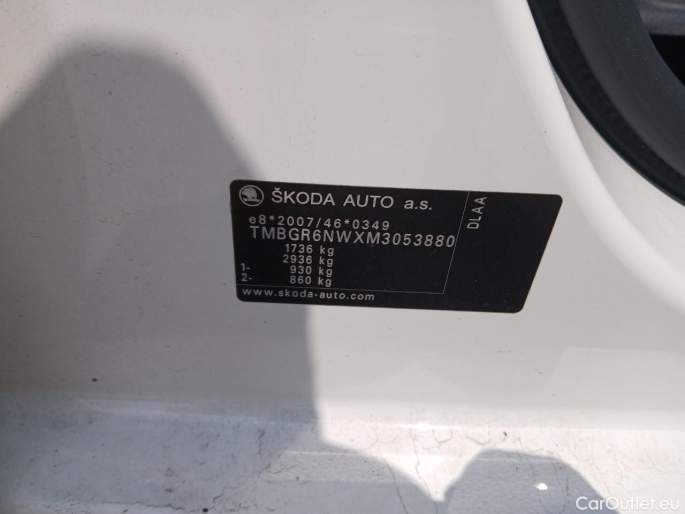 ŠKODA AUTO a.s.
e8*2007/46*0349
TMBGR6NWXM3053880
1736 kg
2936 kg
1- 930 kg
2- 860 kg
www.skoda-auto.com
DLAA
CarOutlet.eu